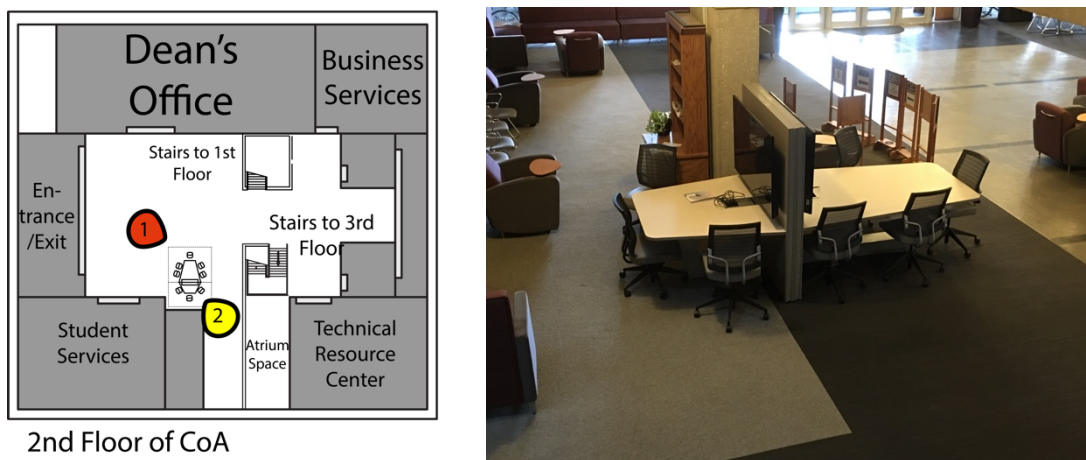 Dean's
Office
Business
Services
Stairs to 1st
Floor
En-
trance
/Exit
1
Stairs to 3rd
Floor
2
Student
Services
Atrium
Space
Technical
Resource
Center
2nd Floor of CoA